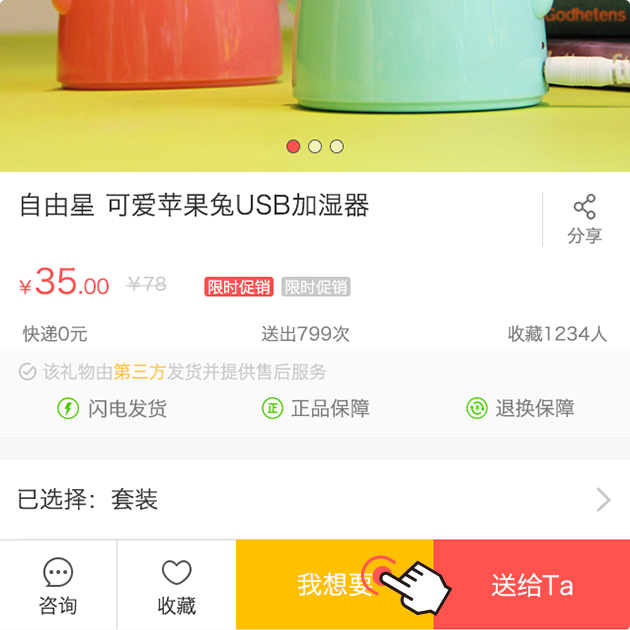 Godhetens
自由星 可爱苹果兔USB加湿器
分享
¥35.00 ¥78 限时促销 限时促销
快递0元 送出799次 收藏1234人
该礼物由第三方发货并提供售后服务
闪电发货 正 正品保障 退换保障
已选择：套装
咨询 收藏 我想要 送给Ta